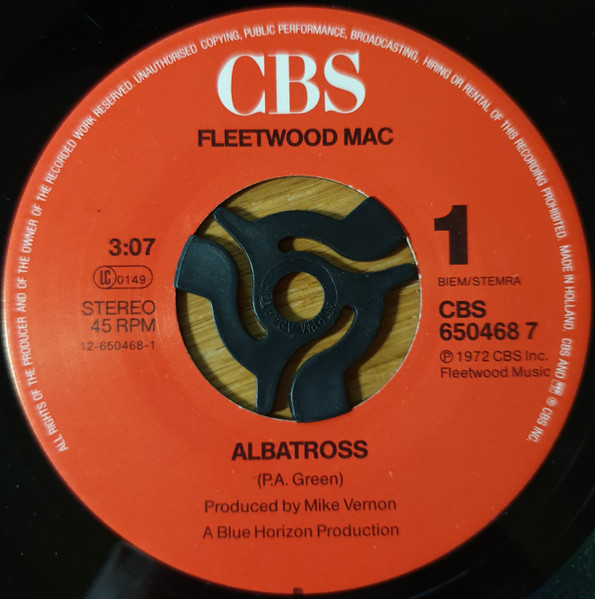 ALL RIGHTS OF THE PRODUCER AND OF THE OWNER OF THE RECORDED WORK RESERVED. UNAUTHORISED COPYING, PUBLIC PERFORMANCE, BROADCASTING, HIRING OR RENTAL OF THIS RECORDING PROHIBITED. MADE IN HOLLAND. CBS AND ® CBS INC.
CBS
FLEETWOOD MAC
3:07
LC 0149
STEREO
45 RPM
12-650468-1
1
BIEM/STEMRA
CBS
650468 7
℗ 1972 CBS Inc.
Fleetwood Music
ALBATROSS
(P.A. Green)
Produced by Mike Vernon
A Blue Horizon Production